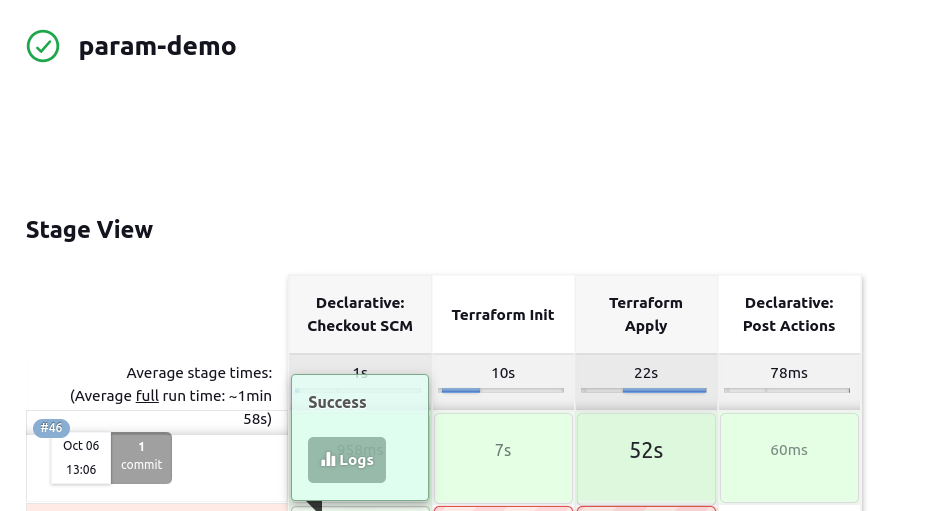 param-demo
Stage View
Declarative:
Checkout SCM
Terraform Init
Terraform
Apply
Declarative:
Post Actions
Average stage times:
(Average full run time: ~1min
58s)
1s
10s
22s
78ms
#46
Oct 06
13:06
1
commit
Success
958ms
Logs
7s
52s
60ms